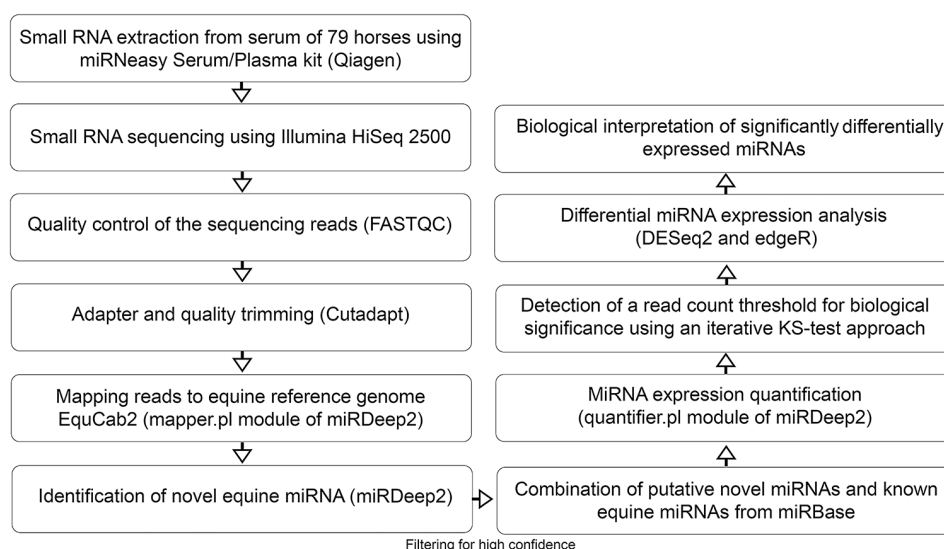 Small RNA extraction from serum of 79 horses using
miRNeasy Serum/Plasma kit (Qiagen)
Small RNA sequencing using Illumina HiSeq 2500
Quality control of the sequencing reads (FASTQC)
Adapter and quality trimming (Cutadapt)
Mapping reads to equine reference genome
EquCab2 (mapper.pl module of miRDeep2)
Identification of novel equine miRNA (miRDeep2)
Filtering for high confidence
Combination of putative novel miRNAs and known
equine miRNAs from miRBase
MiRNA expression quantification
(quantifier.pl module of miRDeep2)
Detection of a read count threshold for biological
significance using an iterative KS-test approach
Differential miRNA expression analysis
(DESeq2 and edgeR)
Biological interpretation of significantly differentially
expressed miRNAs